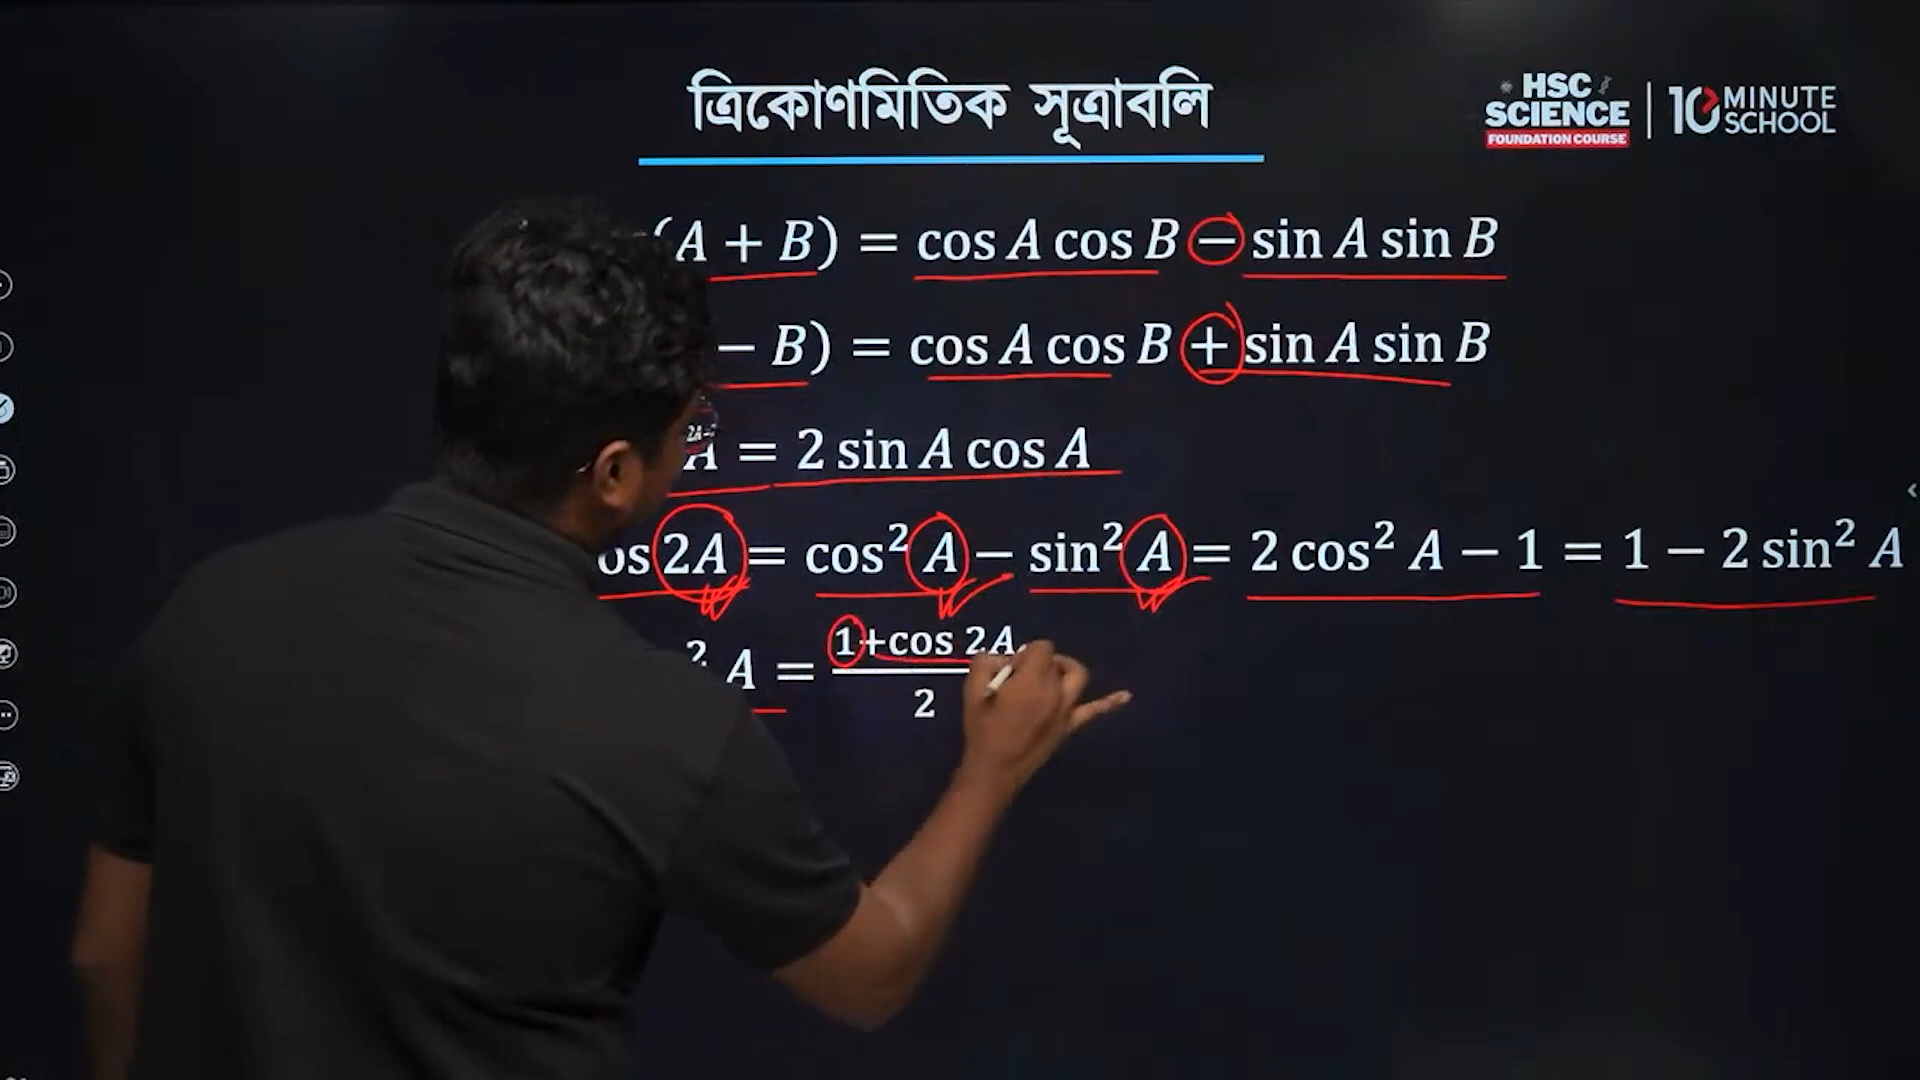 ত্রিকোণমিতিক সূত্রাবলি
HSC SCIENCE FOUNDATION COURSE
10 MINUTE SCHOOL
(A + B) = cos A cos B − sin A sin B
− B) = cos A cos B + sin A sin B
A = 2 sin A cos A
os 2A = cos² A − sin² A = 2 cos² A − 1 = 1 − 2 sin² A
² A = 1+cos 2A / 2